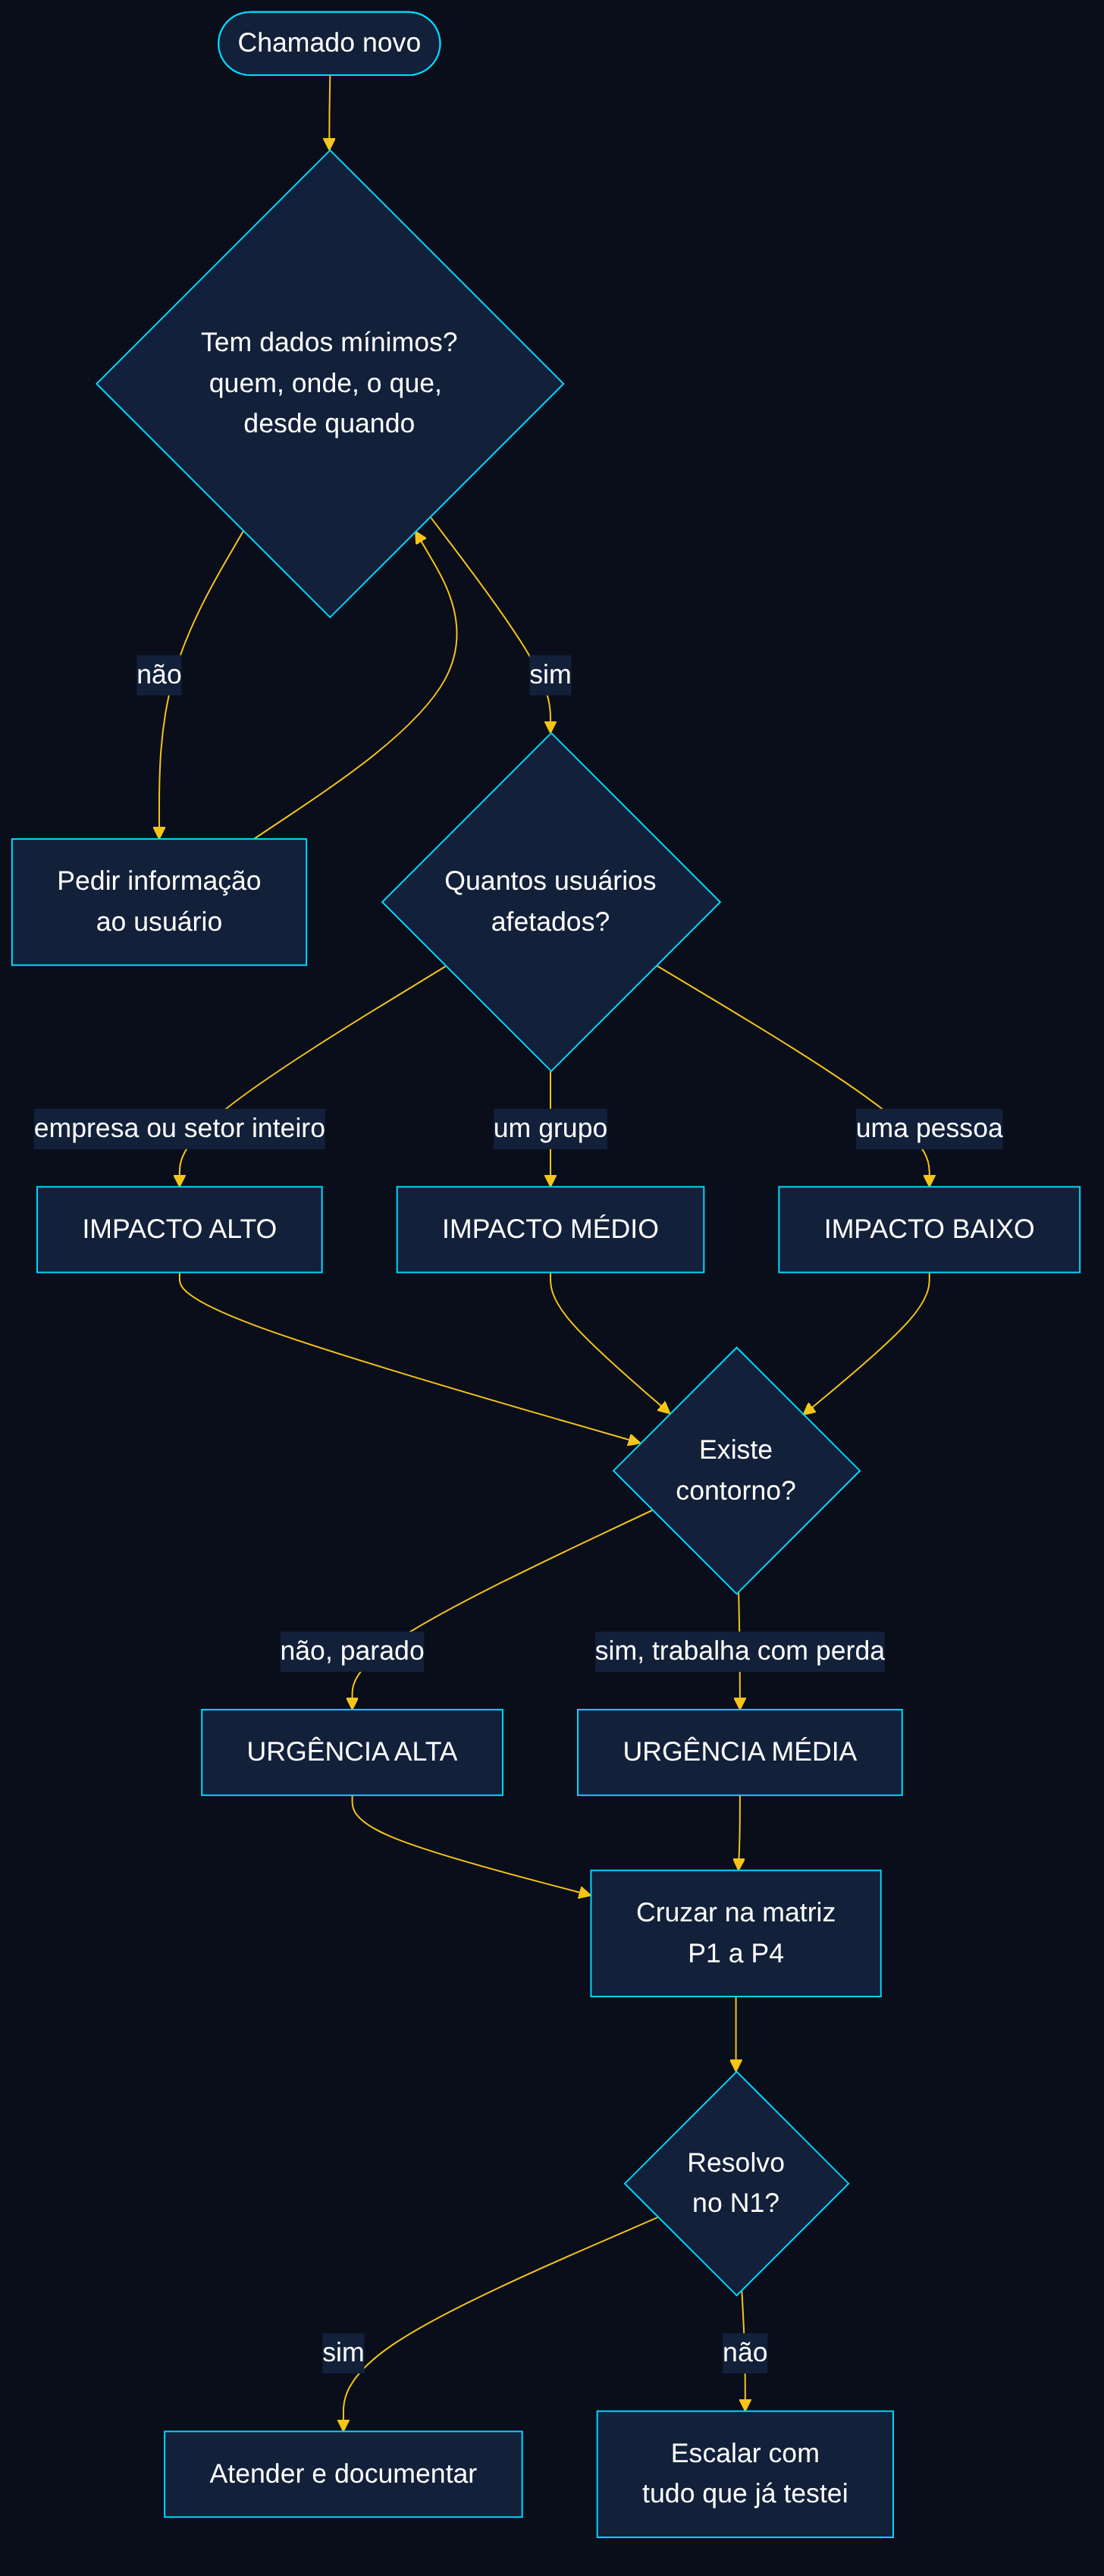 Chamado novo
Tem dados mínimos?
quem, onde, o que,
desde quando
não
sim
Pedir informação
ao usuário
Quantos usuários
afetados?
empresa ou setor inteiro
um grupo
uma pessoa
IMPACTO ALTO
IMPACTO MÉDIO
IMPACTO BAIXO
Existe
contorno?
não, parado
sim, trabalha com perda
URGÊNCIA ALTA
URGÊNCIA MÉDIA
Cruzar na matriz
P1 a P4
Resolvo
no N1?
sim
não
Atender e documentar
Escalar com
tudo que já testei